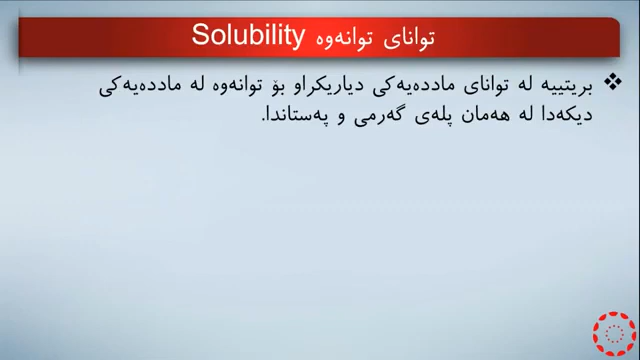 توانای توانەوە Solubility
❖ بریتییە لە توانای ماددەیەکی دیاریکراو بۆ توانەوە لە ماددەیەکی
دیکەدا لە هەمان پلەی گەرمی و پەستاندا.